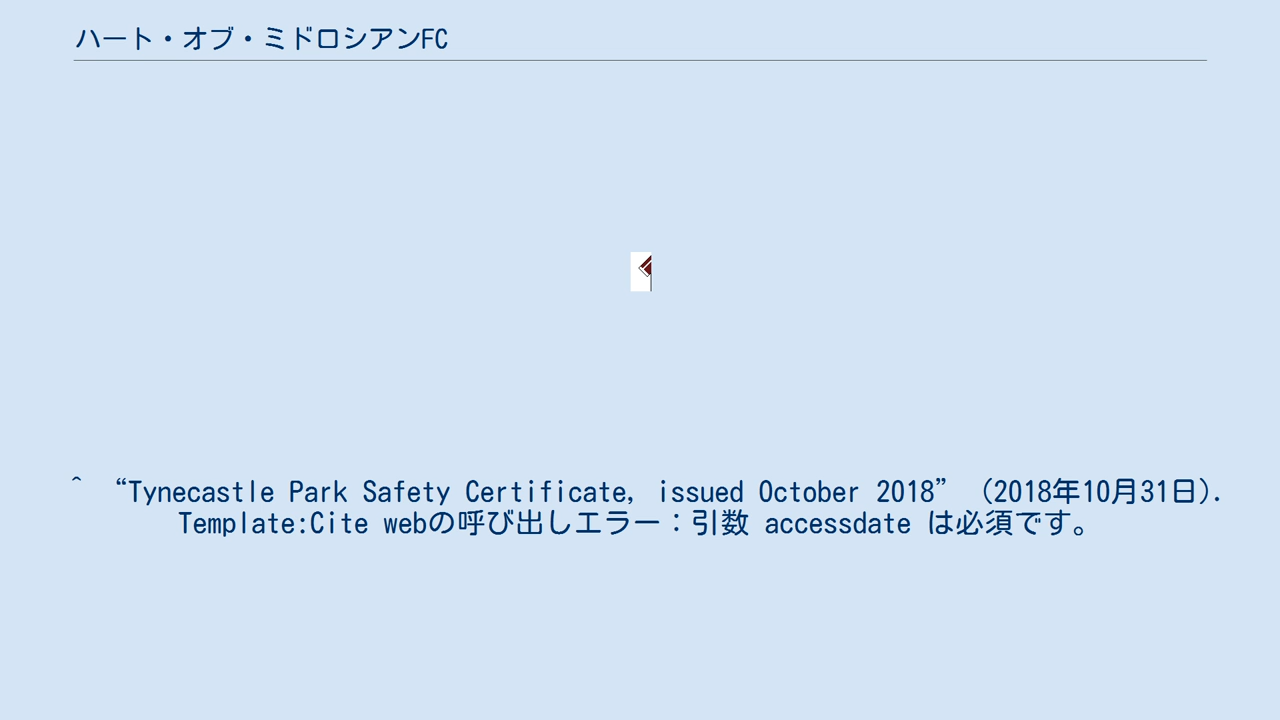 ハート・オブ・ミドロシアンFC
^ “Tynecastle Park Safety Certificate, issued October 2018” (2018年10月31日).
Template:Cite webの呼び出しエラー：引数 accessdate は必須です。